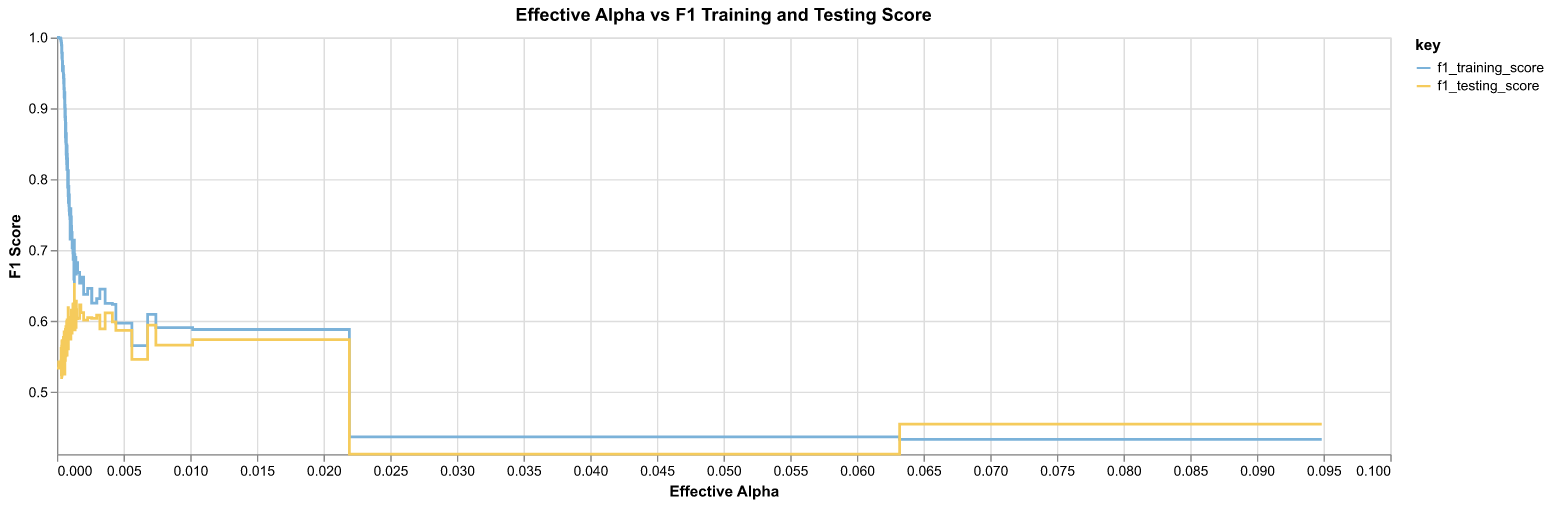 Effective Alpha vs F1 Training and Testing Score
key
f1_training_score
f1_testing_score
F1 Score
1.0
0.9
0.8
0.7
0.6
0.5
0.000 0.005 0.010 0.015 0.020 0.025 0.030 0.035 0.040 0.045 0.050 0.055 0.060 0.065 0.070 0.075 0.080 0.085 0.090 0.095 0.100
Effective Alpha